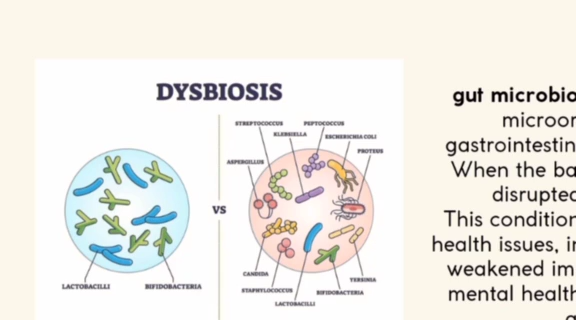 DYSBIOSIS
STREPTOCOCCUS
PEPTOCOCCUS
KLEBSIELLA
ESCHERICHIA COLI
PROTEUS
ASPERGILLUS
VS
LACTOBACILLI
BIFIDOBACTERIA
CANDIDA
STAPHYLOCOCCUS
LACTOBACILLI
BIFIDOBACTERIA
YERSINIA
gut microbio
microor
gastrointestin
When the ba
disrupted
This condition
health issues, in
weakened im
mental health